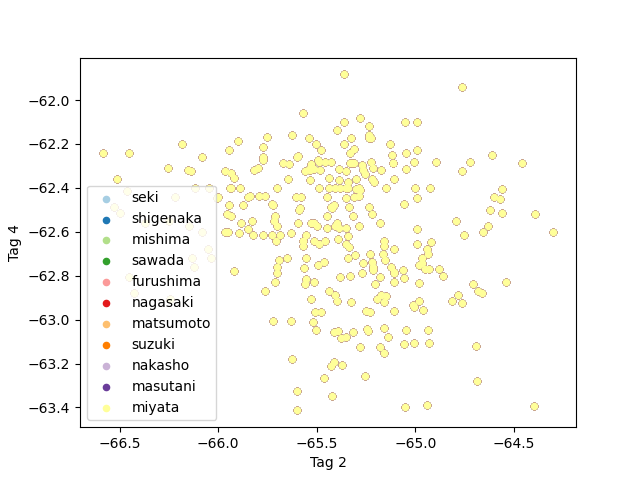 Tag 4
−62.0
−62.2
−62.4
−62.6
−62.8
−63.0
−63.2
−63.4
seki
shigenaka
mishima
sawada
furushima
nagasaki
matsumoto
suzuki
nakasho
masutani
miyata
−66.5 −66.0 −65.5 −65.0 −64.5
Tag 2